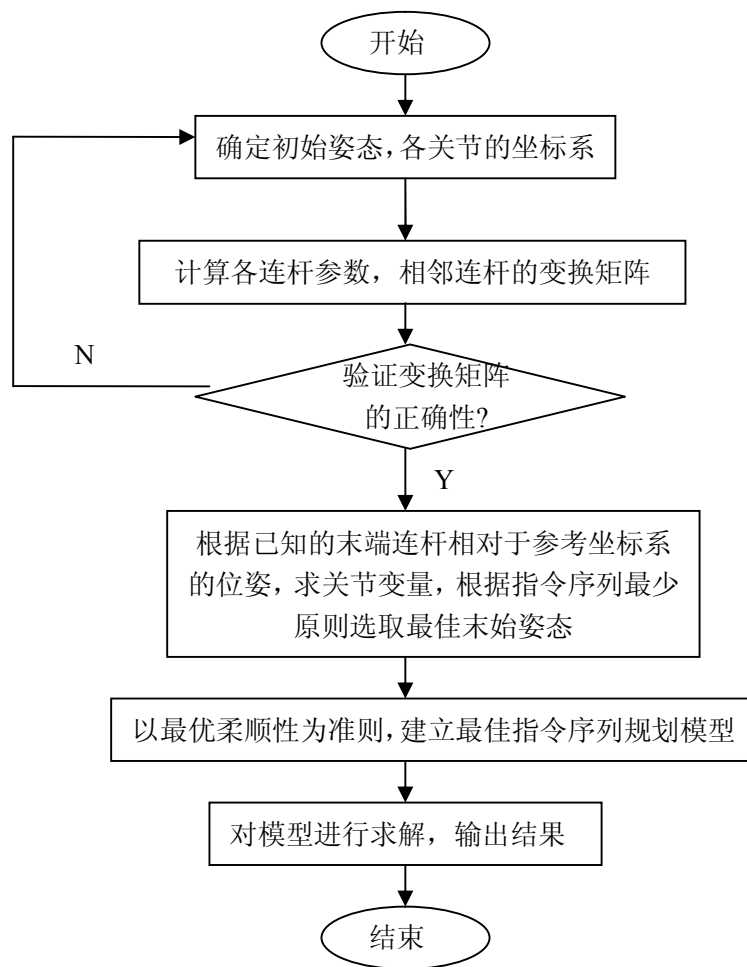 开始
确定初始姿态,各关节的坐标系
计算各连杆参数，相邻连杆的变换矩阵
N
验证变换矩阵
的正确性?
Y
根据已知的末端连杆相对于参考坐标系
的位姿,求关节变量,根据指令序列最少
原则选取最佳末始姿态
以最优柔顺性为准则,建立最佳指令序列规划模型
对模型进行求解，输出结果
结束